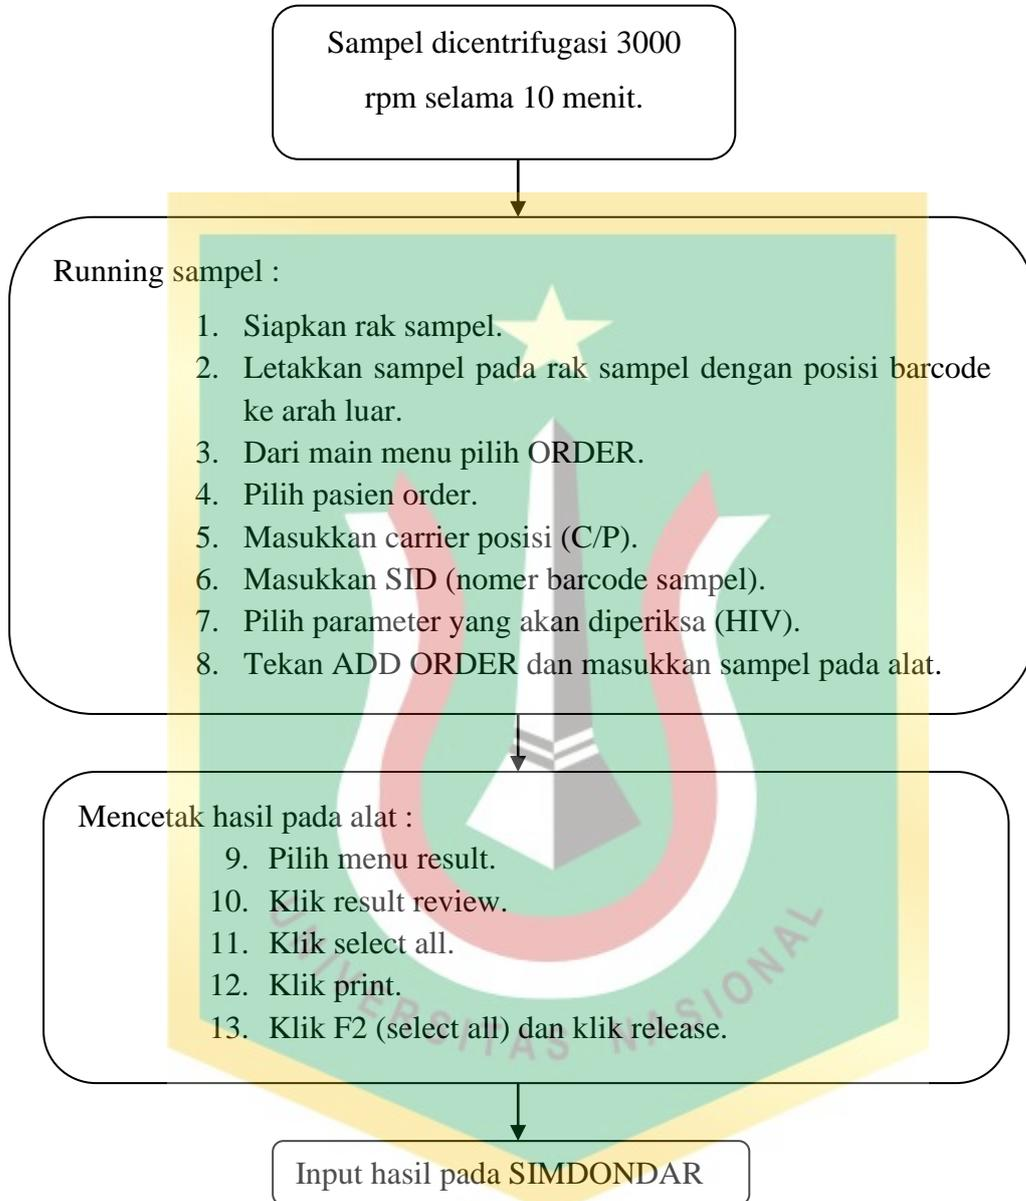 Sampel dicentrifugasi 3000
rpm selama 10 menit.
Running sampel :
1. Siapkan rak sampel.
2. Letakkan sampel pada rak sampel dengan posisi barcode
ke arah luar.
3. Dari main menu pilih ORDER.
4. Pilih pasien order.
5. Masukkan carrier posisi (C/P).
6. Masukkan SID (nomer barcode sampel).
7. Pilih parameter yang akan diperiksa (HIV).
8. Tekan ADD ORDER dan masukkan sampel pada alat.
Mencetak hasil pada alat :
9. Pilih menu result.
10. Klik result review.
11. Klik select all.
12. Klik print.
13. Klik F2 (select all) dan klik release.
UNIVERSITAS NASIONAL
Input hasil pada SIMDONDAR